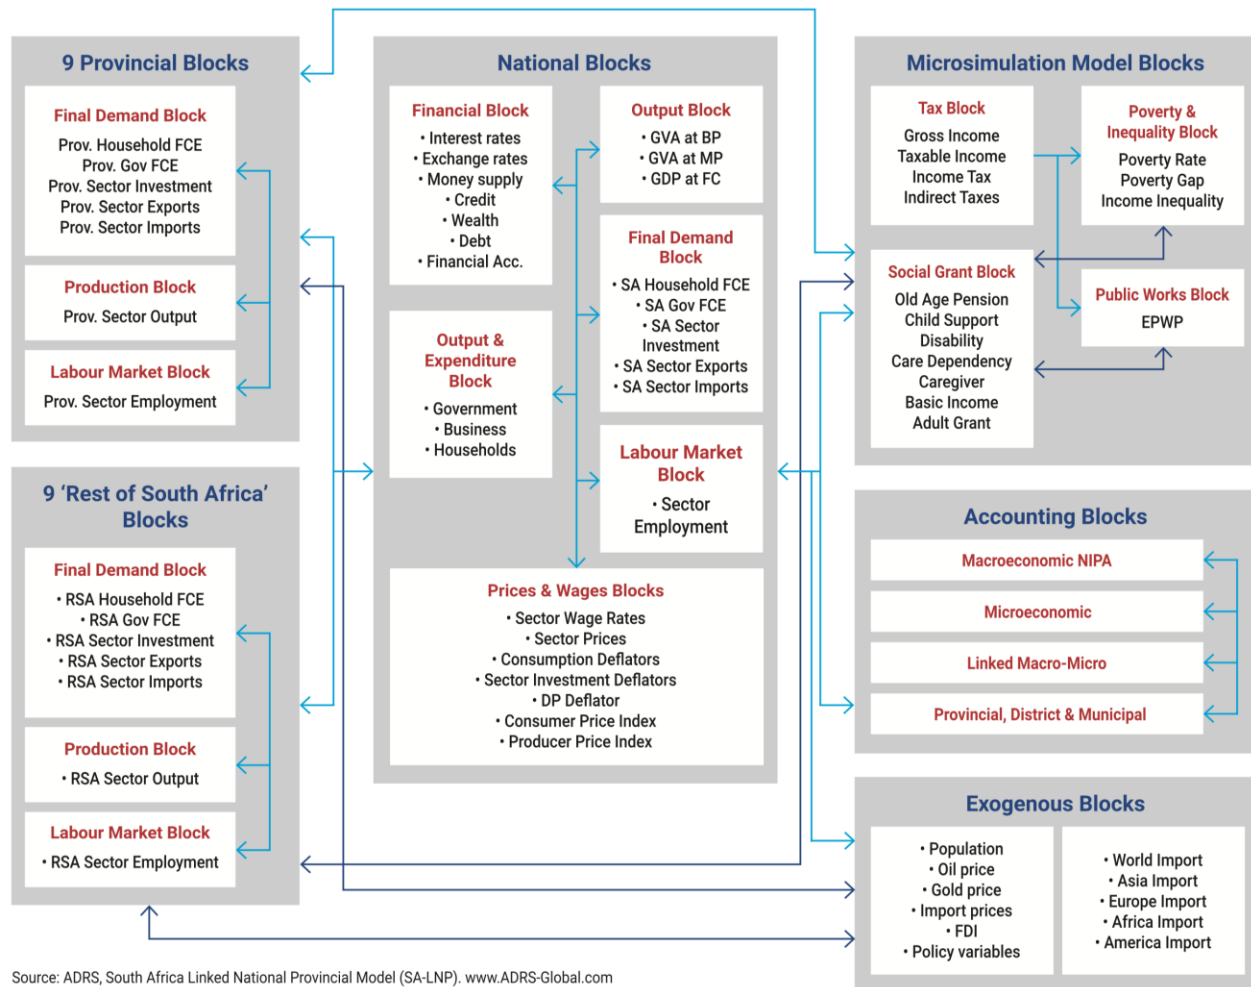 9 Provincial Blocks
Final Demand Block
Prov. Household FCE
Prov. Gov FCE
Prov. Sector Investment
Prov. Sector Exports
Prov. Sector Imports
Production Block
Prov. Sector Output
Labour Market Block
Prov. Sector Employment
9 ‘Rest of South Africa’
Blocks
Final Demand Block
• RSA Household FCE
• RSA Gov FCE
• RSA Sector Investment
• RSA Sector Exports
• RSA Sector Imports
Production Block
• RSA Sector Output
Labour Market Block
• RSA Sector Employment
National Blocks
Financial Block
• Interest rates
• Exchange rates
• Money supply
• Credit
• Wealth
• Debt
• Financial Acc.
Output &
Expenditure
Block
• Government
• Business
• Households
Output Block
• GVA at BP
• GVA at MP
• GDP at FC
Final Demand
Block
• SA Household FCE
• SA Gov FCE
• SA Sector
Investment
• SA Sector Exports
• SA Sector Imports
Labour Market
Block
• Sector
Employment
Prices & Wages Blocks
• Sector Wage Rates
• Sector Prices
• Consumption Deflators
• Sector Investment Deflators
• DP Deflator
• Consumer Price Index
• Producer Price Index
Microsimulation Model Blocks
Tax Block
Gross Income
Taxable Income
Income Tax
Indirect Taxes
Poverty &
Inequality Block
Poverty Rate
Poverty Gap
Income Inequality
Social Grant Block
Old Age Pension
Child Support
Disability
Care Dependency
Caregiver
Basic Income
Adult Grant
Public Works Block
EPWP
Accounting Blocks
Macroeconomic NIPA
Microeconomic
Linked Macro-Micro
Provincial, District & Municipal
Exogenous Blocks
• Population
• Oil price
• Gold price
• Import prices
• FDI
• Policy variables
• World Import
• Asia Import
• Europe Import
• Africa Import
• America Import
Source: ADRS, South Africa Linked National Provincial Model (SA-LNP). www.ADRS-Global.com